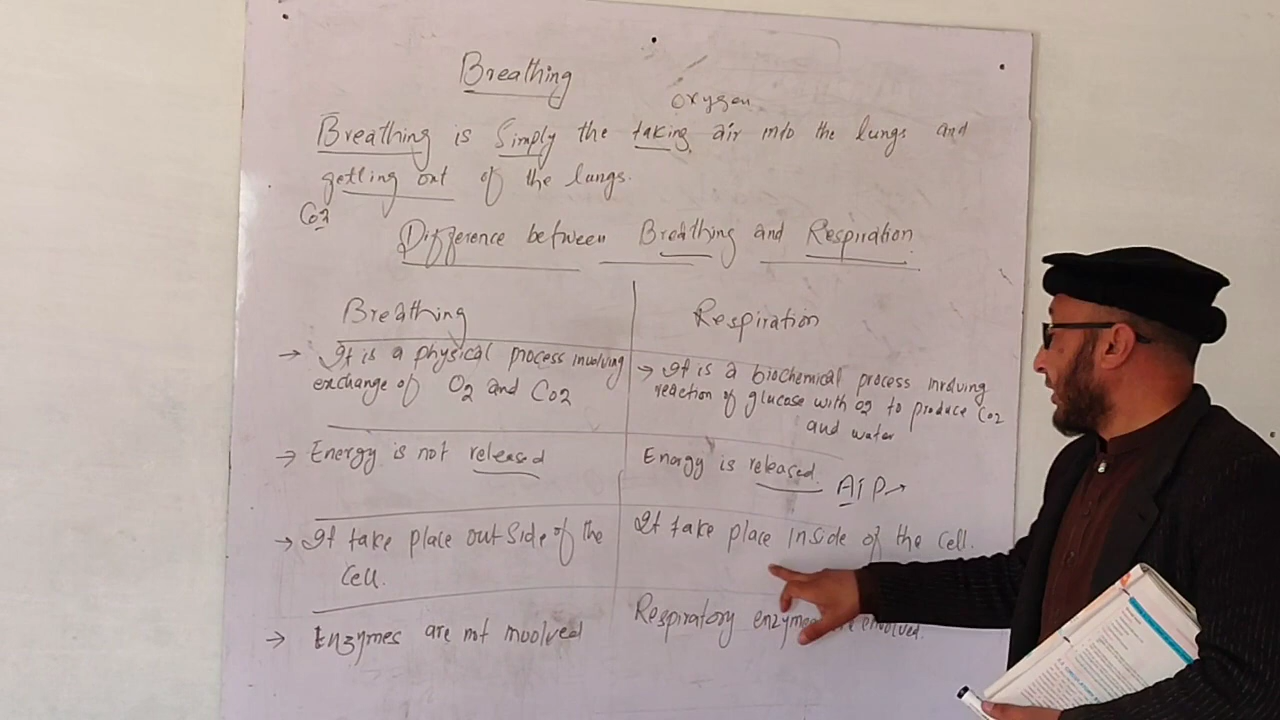 Breathing
oxygen
Breathing is Simply the taking air into the lungs and
getting out of the lungs.
Co2
Difference between Breathing and Respiration
Breathing
Respiration
→ It is a physical process involving
exchange of O2 and Co2
→ It is a biochemical process involving
reaction of glucose with O2 to produce Co2
and water
→ Energy is not released
Energy is released.
ATP→
→ It take place out side of the
Cell.
It take place inside of the cell.
→ Enzymes are not involved
Respiratory enzymes are envolved.